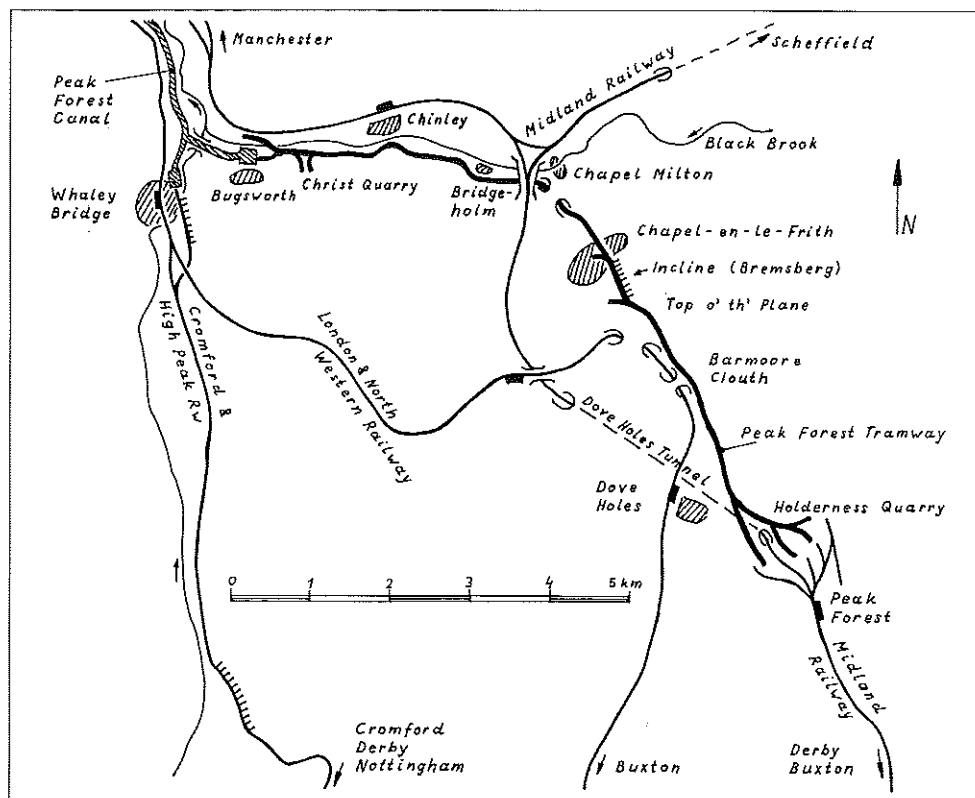 Manchester
Scheffield
Peak
Forest
Canal
Midland Railway
Chinley
Black Brook
Whaley
Bridge
Bugsworth
Christ Quarry
Bridge-
holm
Chapel Milton
N
Chapel-en-le-Frith
Incline (Bremsberg)
Top o' th' Plane
Cromford &
High Peak Rw
London & North
Western Railway
Barmoore
Clouth
Dove Holes Tunnel
Peak Forest Tramway
Dove
Holes
Holderness Quarry
0 1 2 3 4 5 km
Peak
Forest
Midland
Railway
Cromford
Derby
Nottingham
Buxton
Derby
Buxton